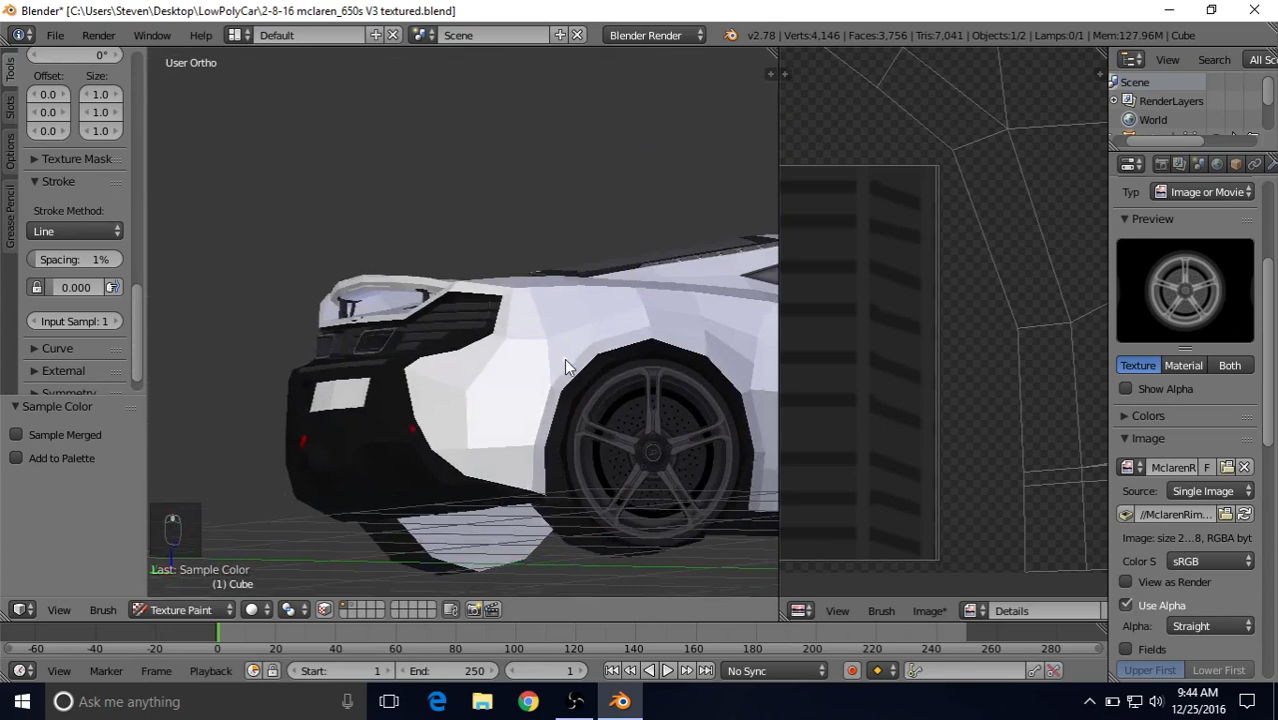 Blender* [C:\Users\Steven\Desktop\LowPolyCar\2-8-16 mclaren_650s V3 textured.blend]
File Render Window Help Default Scene Blender Render v2.78 | Verts:4,146 | Faces:3,756 | Tris:7,041 | Objects:1/2 | Lamps:0/1 | Mem:127.96M | Cube
Tools
Slots
Options
Grease Pencil
0°
Offset: Size:
0.0 1.0
0.0 1.0
0.0 1.0
Texture Mask
Stroke
Stroke Method:
Line
Spacing: 1%
0.000
Input Sampl: 1
Curve
External
Symmetry
Sample Color
Sample Merged
Add to Palette
User Ortho
Last: Sample Color
(1) Cube
View Search All Sc
Scene
RenderLayers
World
Typ Image or Movie
Preview
Texture Material Both
Show Alpha
Colors
Image
MclarenR F
Source: Single Image
//MclarenRim...
Image: size 2...8, RGBA byt
Color S sRGB
View as Render
Use Alpha
Alpha: Straight
Fields
Upper First Lower First
View Brush Texture Paint View Brush Image* Details
-60 -40 -20 0 20 40 60 80 100 120 140 160 180 200 220 240 260 280
View Marker Frame Playback Start: 1 End: 250 1 No Sync
Ask me anything
9:44 AM
12/25/2016